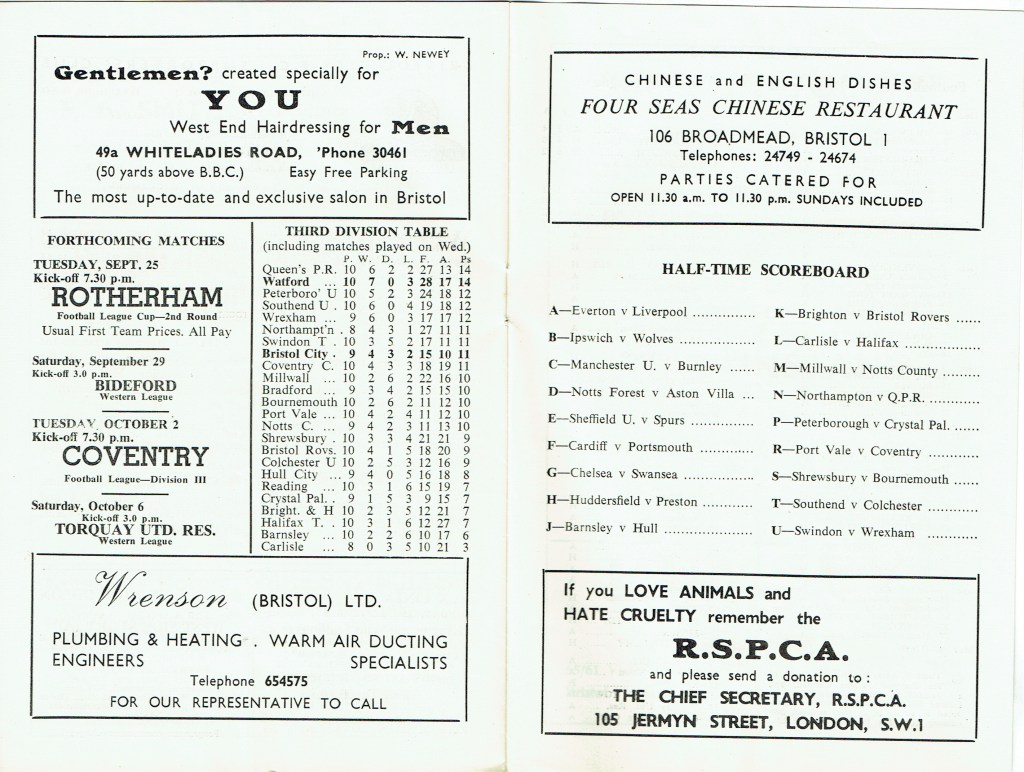 Prop.: W. NEWEY
Gentlemen? created specially for
YOU
West End Hairdressing for Men
49a WHITELADIES ROAD, 'Phone 30461
(50 yards above B.B.C.) Easy Free Parking
The most up-to-date and exclusive salon in Bristol
FORTHCOMING MATCHES
TUESDAY, SEPT. 25
Kick-off 7.30 p.m.
ROTHERHAM
Football League Cup—2nd Round
Usual First Team Prices. All Pay
Saturday, September 29
Kick-off 3.0 p.m.
BIDEFORD
Western League
TUESDAY, OCTOBER 2
Kick-off 7.30 p.m.
COVENTRY
Football League—Division III
Saturday, October 6
Kick-off 3.0 p.m.
TORQUAY UTD. RES.
Western League
THIRD DIVISION TABLE
(including matches played on Wed.)
P. W. D. L. F. A. Ps
Queen's P.R. 10 6 2 2 27 13 14
Watford ... 10 7 0 3 28 17 14
Peterboro' U 10 5 2 3 24 18 12
Southend U . 10 6 0 4 19 18 12
Wrexham ... 9 6 0 3 17 17 12
Northampt'n . 8 4 3 1 27 11 11
Swindon T . 10 3 5 2 17 11 11
Bristol City . 9 4 3 2 15 10 11
Coventry C. 10 4 3 3 18 19 11
Millwall ... 10 2 6 2 22 16 10
Bradford ... 9 3 4 2 15 15 10
Bournemouth 10 2 6 2 11 12 10
Port Vale ... 10 4 2 4 11 12 10
Notts C. ... 9 4 2 3 11 13 10
Shrewsbury . 10 3 3 4 21 21 9
Bristol Rovs. 10 4 1 5 18 20 9
Colchester U 10 2 5 3 12 16 9
Hull City ... 9 4 0 5 16 18 8
Reading ... 10 3 1 6 15 19 7
Crystal Pal. . 9 1 5 3 9 15 7
Bright. & H 10 2 3 5 12 21 7
Halifax T. . 10 3 1 6 12 27 7
Barnsley ... 10 2 2 6 10 17 6
Carlisle ... 8 0 3 5 10 21 3
Wrenson (BRISTOL) LTD.
PLUMBING & HEATING . WARM AIR DUCTING
ENGINEERS SPECIALISTS
Telephone 654575
FOR OUR REPRESENTATIVE TO CALL
CHINESE and ENGLISH DISHES
FOUR SEAS CHINESE RESTAURANT
106 BROADMEAD, BRISTOL 1
Telephones: 24749 - 24674
PARTIES CATERED FOR
OPEN 11.30 a.m. TO 11.30 p.m. SUNDAYS INCLUDED
HALF-TIME SCOREBOARD
A—Everton v Liverpool ................
B—Ipswich v Wolves ...................
C—Manchester U. v Burnley ......
D—Notts Forest v Aston Villa ...
E—Sheffield U. v Spurs ................
F—Cardiff v Portsmouth ...............
G—Chelsea v Swansea .................
H—Huddersfield v Preston ............
J—Barnsley v Hull ......................
K—Brighton v Bristol Rovers ......
L—Carlisle v Halifax ...................
M—Millwall v Notts County .........
N—Northampton v Q.P.R. ............
P—Peterborough v Crystal Pal. ......
R—Port Vale v Coventry .............
S—Shrewsbury v Bournemouth ......
T—Southend v Colchester ............
U—Swindon v Wrexham ............
If you LOVE ANIMALS and
HATE CRUELTY remember the
R.S.P.C.A.
and please send a donation to :
THE CHIEF SECRETARY, R.S.P.C.A.
105 JERMYN STREET, LONDON, S.W.1